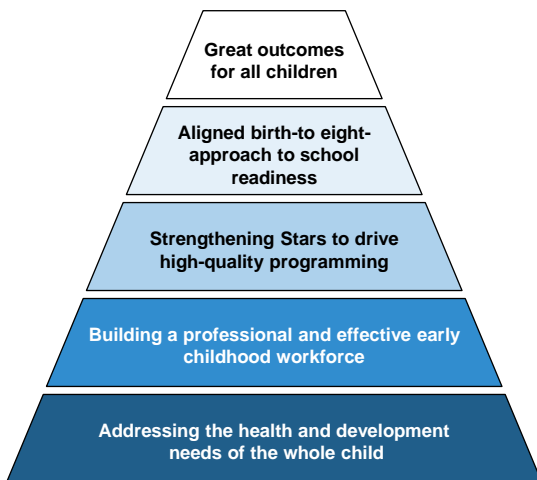 Great outcomes
for all children
Aligned birth-to eight-
approach to school
readiness
Strengthening Stars to drive
high-quality programming
Building a professional and effective early
childhood workforce
Addressing the health and development
needs of the whole child